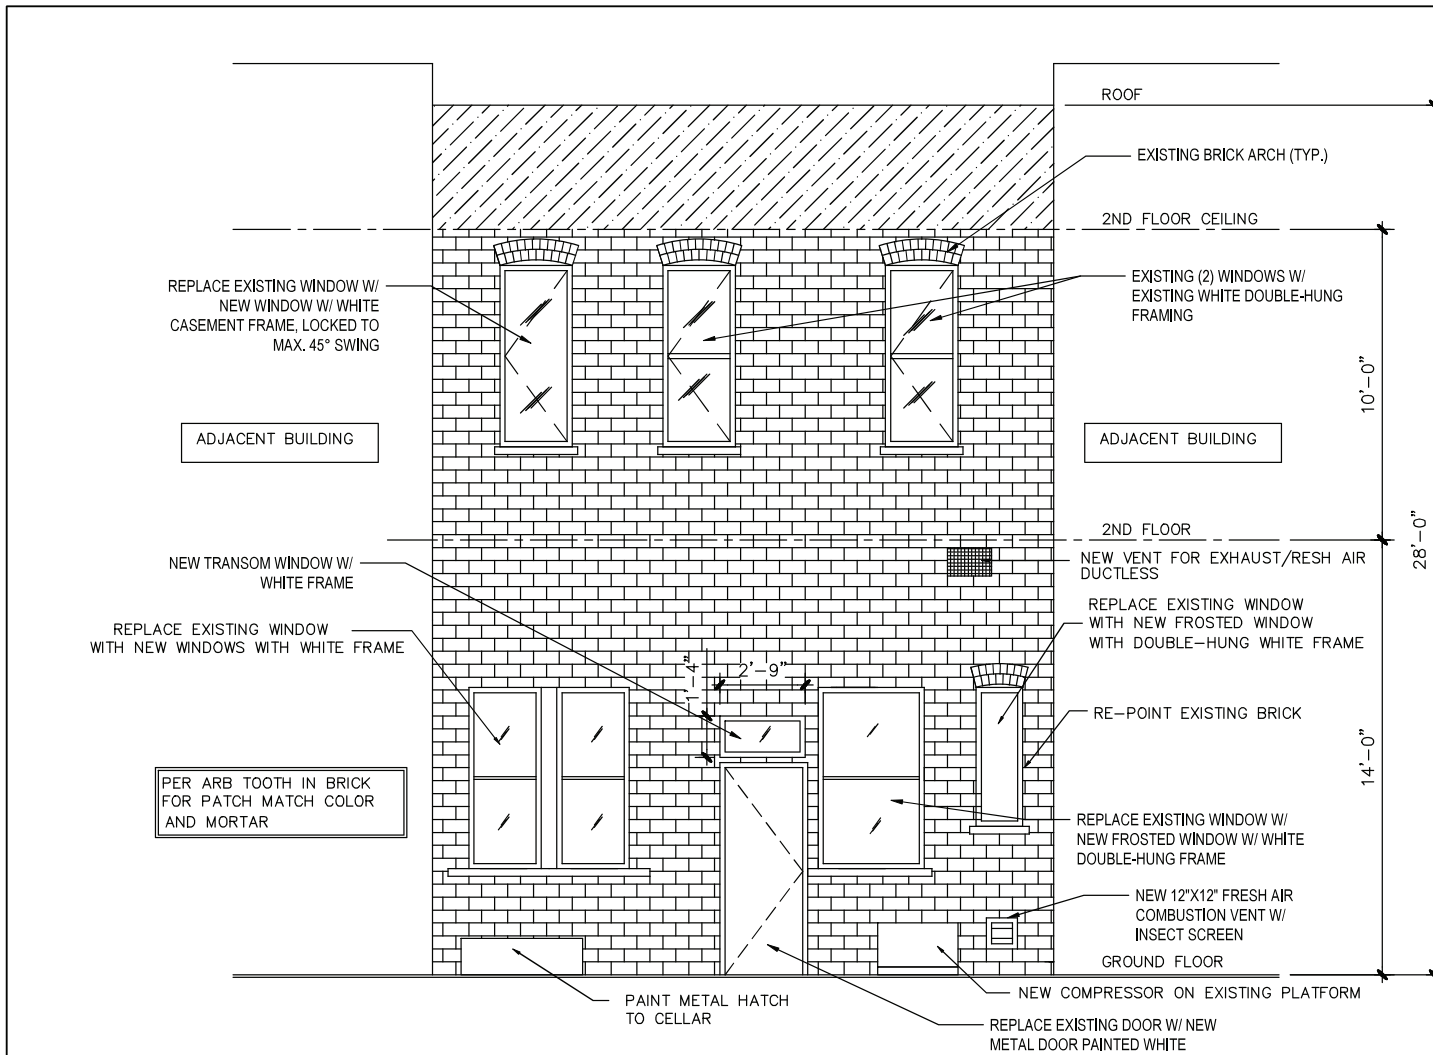 ROOF
EXISTING BRICK ARCH (TYP.)
2ND FLOOR CEILING
REPLACE EXISTING WINDOW W/
NEW WINDOW W/ WHITE
CASEMENT FRAME, LOCKED TO
MAX. 45° SWING
EXISTING (2) WINDOWS W/
EXISTING WHITE DOUBLE-HUNG
FRAMING
10'-0"
ADJACENT BUILDING
ADJACENT BUILDING
28'-0"
2ND FLOOR
NEW TRANSOM WINDOW W/
WHITE FRAME
NEW VENT FOR EXHAUST/RESH AIR
DUCTLESS
REPLACE EXISTING WINDOW
WITH NEW WINDOWS WITH WHITE FRAME
REPLACE EXISTING WINDOW
WITH NEW FROSTED WINDOW
WITH DOUBLE-HUNG WHITE FRAME
1'-4"
2'-9"
RE-POINT EXISTING BRICK
14'-0"
PER ARB TOOTH IN BRICK
FOR PATCH MATCH COLOR
AND MORTAR
REPLACE EXISTING WINDOW W/
NEW FROSTED WINDOW W/ WHITE
DOUBLE-HUNG FRAME
NEW 12"X12" FRESH AIR
COMBUSTION VENT W/
INSECT SCREEN
GROUND FLOOR
PAINT METAL HATCH
TO CELLAR
NEW COMPRESSOR ON EXISTING PLATFORM
REPLACE EXISTING DOOR W/ NEW
METAL DOOR PAINTED WHITE